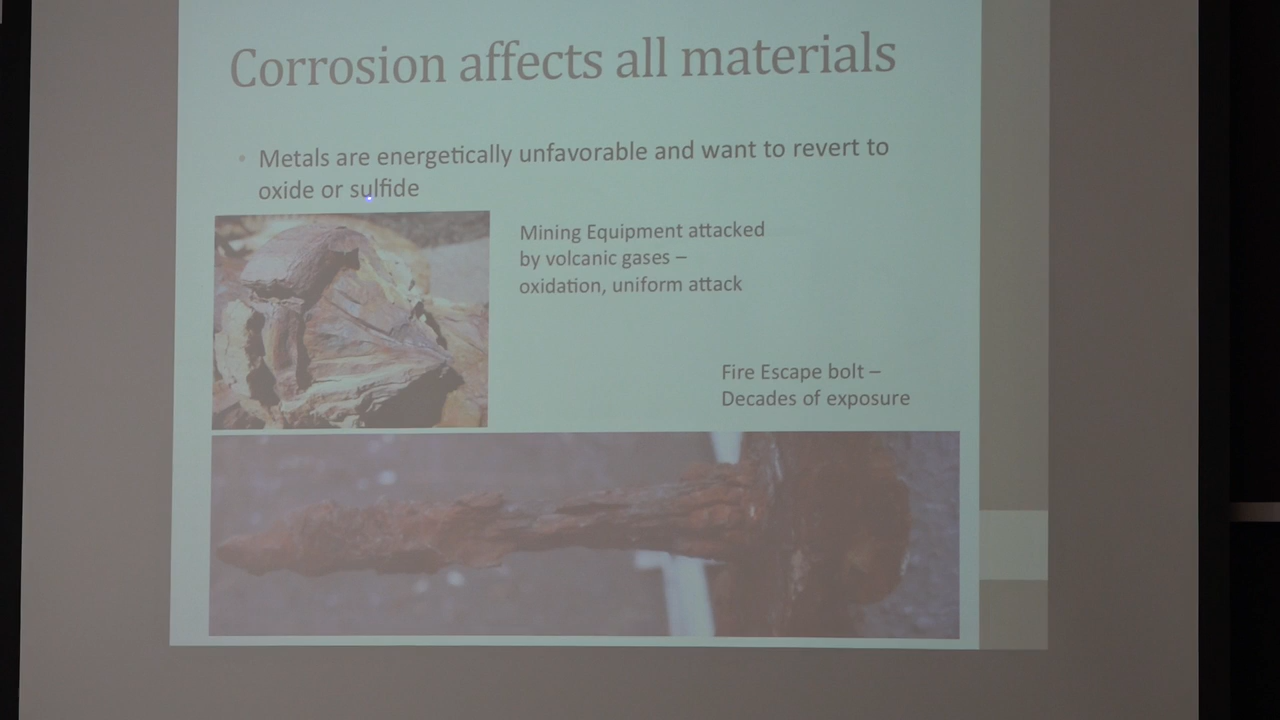 Corrosion affects all materials
• Metals are energetically unfavorable and want to revert to
oxide or sulfide
Mining Equipment attacked
by volcanic gases –
oxidation, uniform attack
Fire Escape bolt –
Decades of exposure